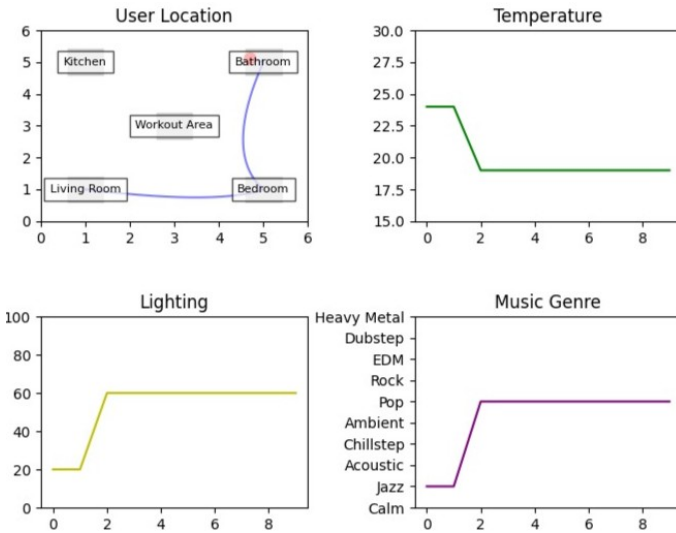 User Location
6
5
4
3
2
1
0
Kitchen
Bathroom
Workout Area
Living Room
Bedroom
0 1 2 3 4 5 6
Temperature
30.0
27.5
25.0
22.5
20.0
17.5
15.0
0 2 4 6 8
Lighting
100
80
60
40
20
0
0 2 4 6 8
Music Genre
Heavy Metal
Dubstep
EDM
Rock
Pop
Ambient
Chillstep
Acoustic
Jazz
Calm
0 2 4 6 8